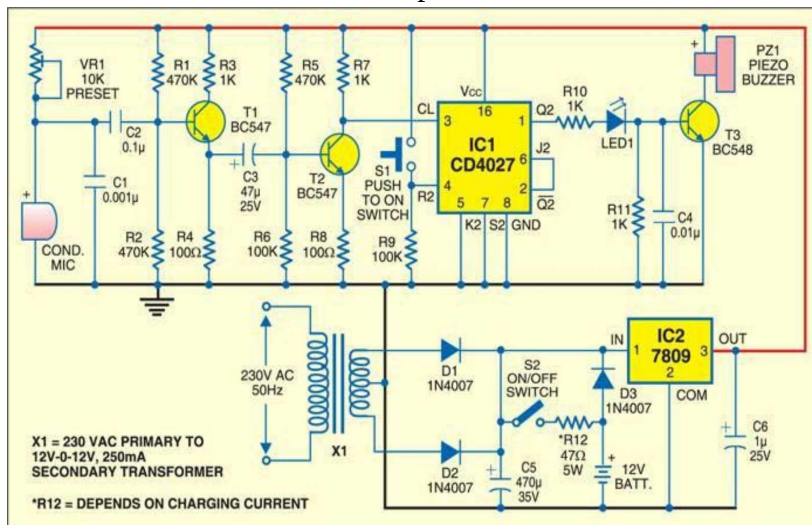 VR1
10K
PRESET
R1
470K
R3
1K
R5
470K
R7
1K
+
PZ1
PIEZO
BUZZER
T1
BC547
C2
0.1µ
C1
0.001µ
+
COND.
MIC
R2
470K
R4
100Ω
+
C3
47µ
25V
T2
BC547
R6
100K
R8
100Ω
S1
PUSH
TO ON
SWITCH
R9
100K
CL
R2
VCC
16
3
4
IC1
CD4027
1
6
2
5
7
8
K2
S2
GND
Q2
J2
Q2
R10
1K
LED1
T3
BC548
R11
1K
C4
0.01µ
230V AC
50Hz
X1
D1
1N4007
D2
1N4007
S2
ON/OFF
SWITCH
+
C5
470µ
35V
*R12
47Ω
5W
D3
1N4007
+
12V
BATT.
IN
1
IC2
7809
3
OUT
2
COM
+
C6
1µ
25V
X1 = 230 VAC PRIMARY TO
12V-0-12V, 250mA
SECONDARY TRANSFORMER
*R12 = DEPENDS ON CHARGING CURRENT